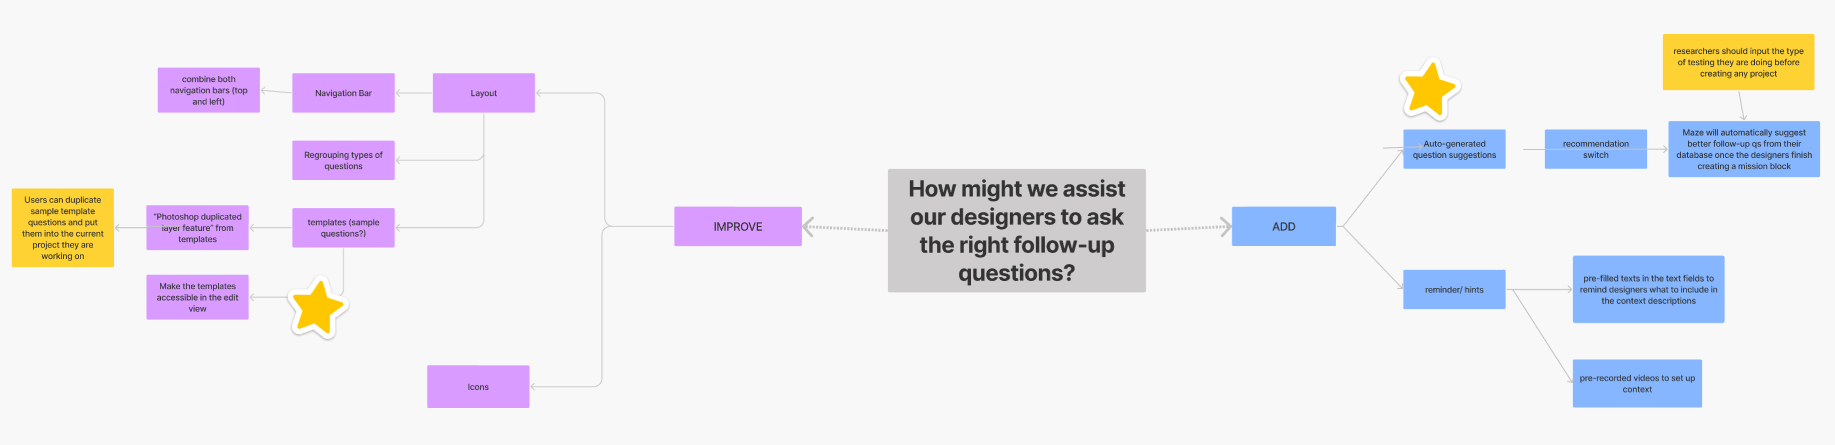 combine both
navigation bars (top
and left)
Navigation Bar
Layout
Regrouping types of
questions
Users can duplicate
sample template
questions and put
them into the current
project they are
working on
"Photoshop duplicated
layer feature" from
templates
templates (sample
questions?)
Make the templates
accessible in the edit
view
Icons
IMPROVE
How might we assist
our designers to ask
the right follow-up
questions?
ADD
Auto-generated
question suggestions
recommendation
switch
researchers should input the type
of testing they are doing before
creating any project
Maze will automatically suggest
better follow-up qs from their
database once the designers finish
creating a mission block
reminder/ hints
pre-filled texts in the text fields to
remind designers what to include in
the context descriptions
pre-recorded videos to set up
context